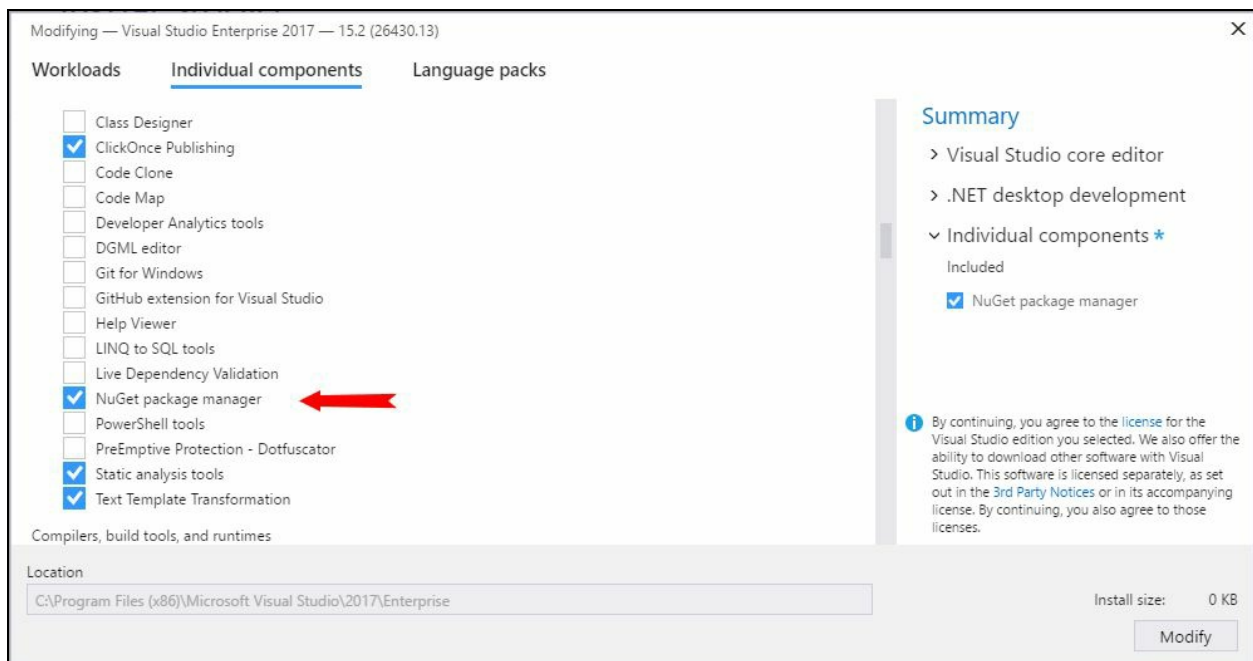 Modifying — Visual Studio Enterprise 2017 — 15.2 (26430.13)
Workloads
Individual components
Language packs
Class Designer
ClickOnce Publishing
Code Clone
Code Map
Developer Analytics tools
DGML editor
Git for Windows
GitHub extension for Visual Studio
Help Viewer
LINQ to SQL tools
Live Dependency Validation
NuGet package manager
PowerShell tools
PreEmptive Protection - Dotfuscator
Static analysis tools
Text Template Transformation
Compilers, build tools, and runtimes
Summary
Visual Studio core editor
.NET desktop development
Individual components *
Included
NuGet package manager
By continuing, you agree to the license for the
Visual Studio edition you selected. We also offer the
ability to download other software with Visual
Studio. This software is licensed separately, as set
out in the 3rd Party Notices or in its accompanying
license. By continuing, you also agree to those
licenses.
Location
C:\Program Files (x86)\Microsoft Visual Studio\2017\Enterprise
Install size: 0 KB
Modify